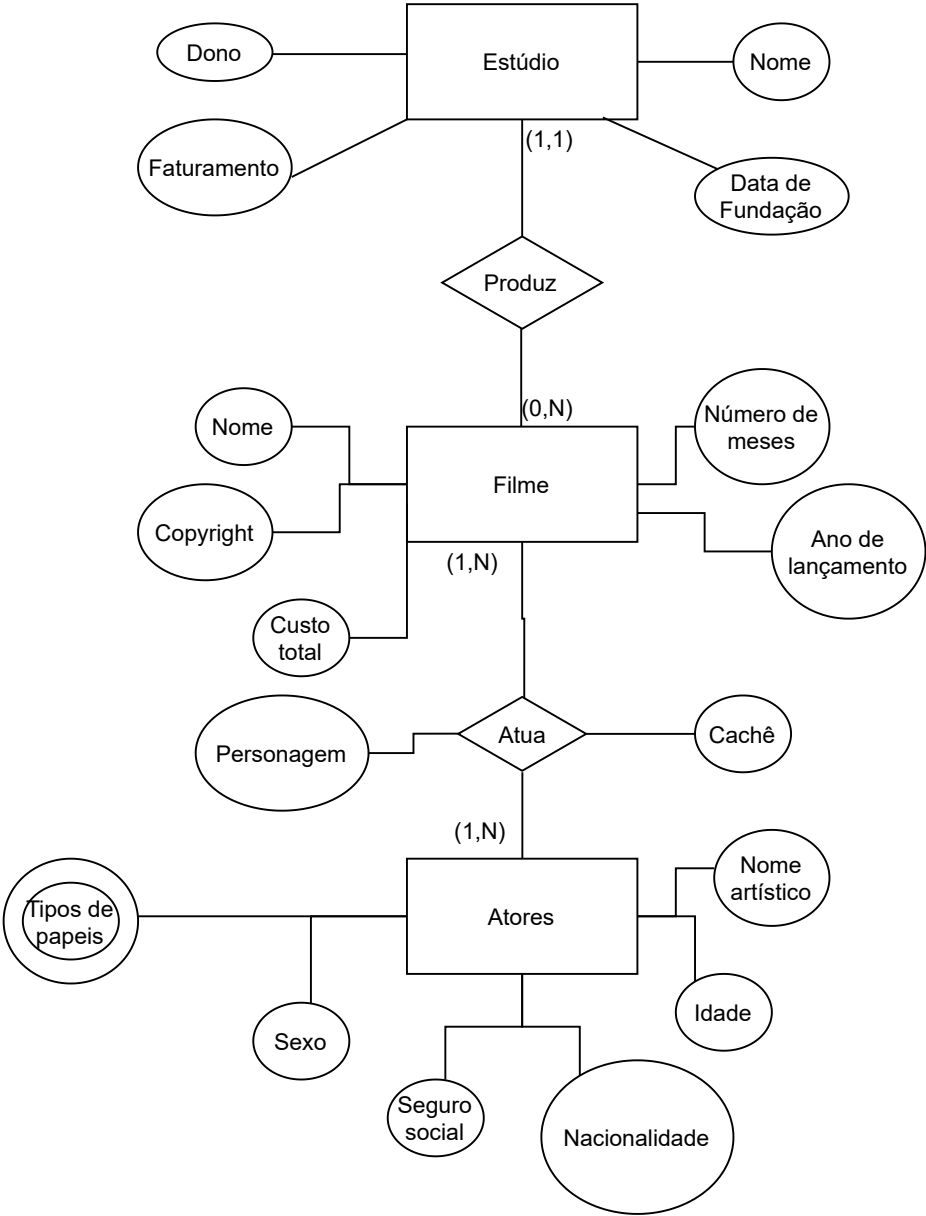 Dono
Estúdio
Nome
Faturamento
(1,1)
Data de
Fundação
Produz
(0,N)
Nome
Número de
meses
Copyright
Filme
Ano de
lançamento
(1,N)
Custo
total
Personagem
Atua
Cachê
(1,N)
Tipos de
papeis
Atores
Nome
artístico
Sexo
Idade
Seguro
social
Nacionalidade